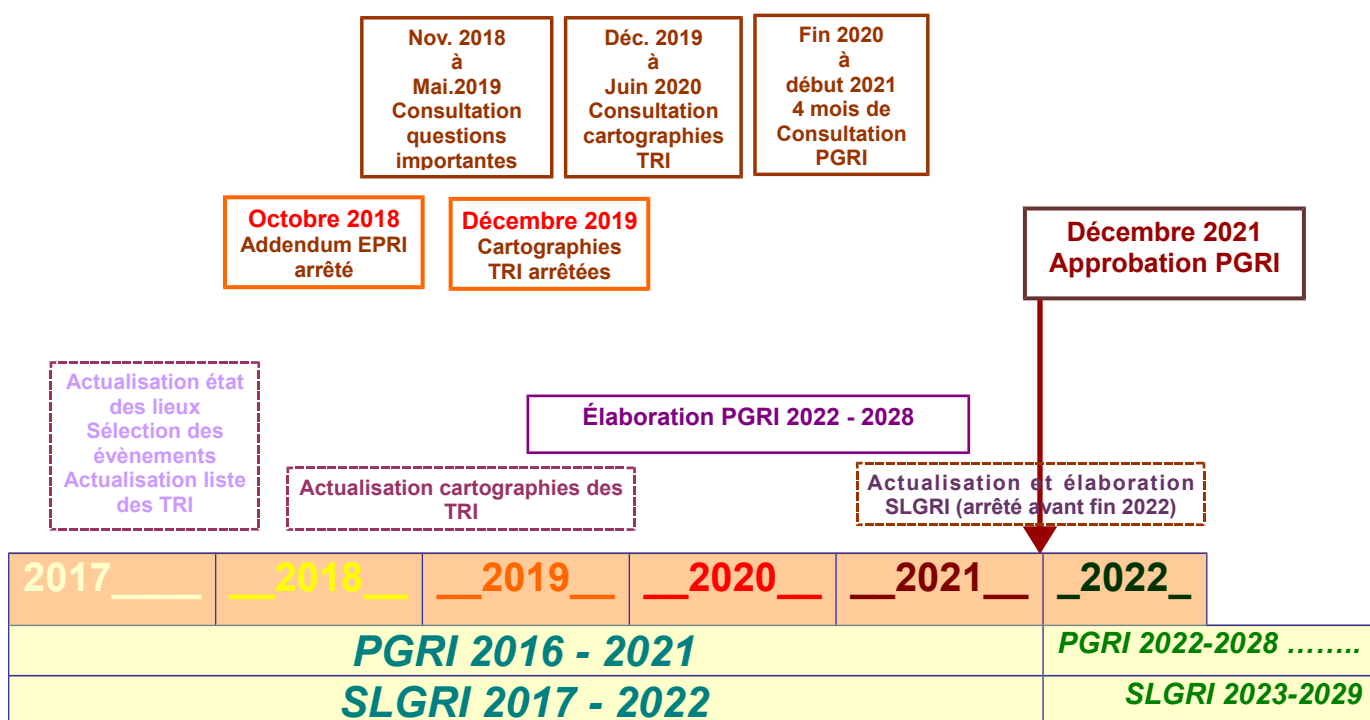 Nov. 2018
à
Mai.2019
Consultation
questions
importantes
Déc. 2019
à
Juin 2020
Consultation
cartographies
TRI
Fin 2020
à
début 2021
4 mois de
Consultation
PGRI
Octobre 2018
Addendum EPRI
arrêté
Décembre 2019
Cartographies
TRI arrêtées
Décembre 2021
Approbation PGRI
Actualisation état
des lieux
Sélection des
évènements
Actualisation liste
des TRI
Élaboration PGRI 2022 - 2028
Actualisation cartographies des
TRI
Actualisation et élaboration
SLGRI (arrêté avant fin 2022)
2017____ __2018__ __2019__ __2020__ __2021__ _2022_
PGRI 2016 - 2021 PGRI 2022-2028 ……..
SLGRI 2017 - 2022 SLGRI 2023-2029